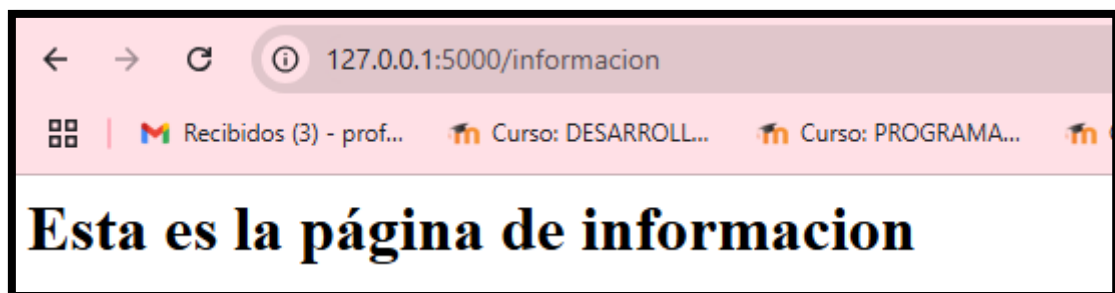 127.0.0.1:5000/informacion
Recibidos (3) - prof... Curso: DESARROLL... Curso: PROGRAMA...
Esta es la página de informacion